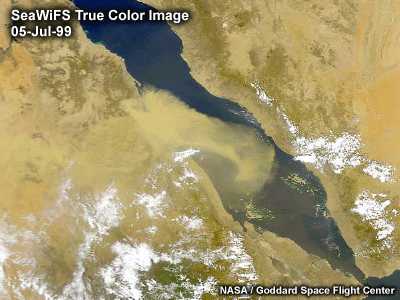 SeaWiFS True Color Image
05-Jul-99
NASA / Goddard Space Flight Center